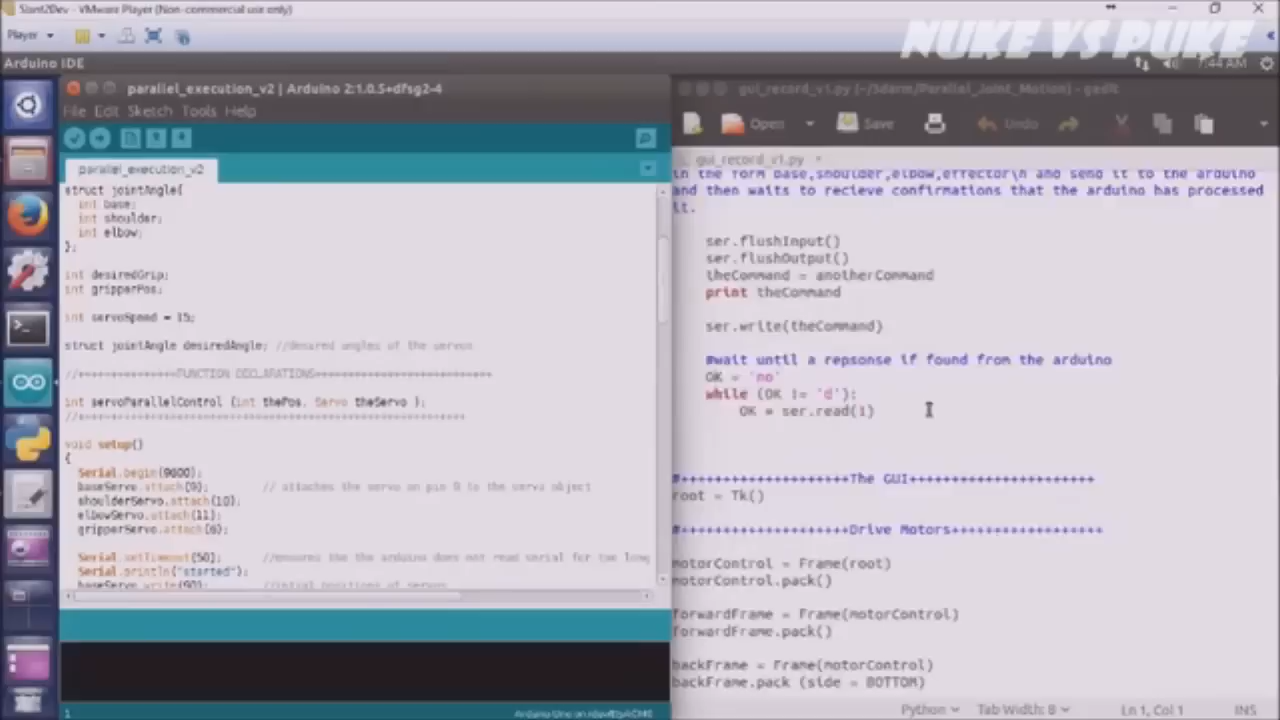 Slant2Dev - VMware Player (Non-commercial use only)
NUKE VS PUKE
Player
Arduino IDE
7:44 AM
parallel_execution_v2 | Arduino 2:1.0.5+dfsg2-4
File Edit Sketch Tools Help
parallel_execution_v2
struct jointAngle{
int base;
int shoulder;
int elbow;
};
int desiredGrip;
int gripperPos;
int servoSpeed = 15;
struct jointAngle desiredAngle; //desired angles of the servos
//++++++++++++++++FUNCTION DECLARATIONS+++++++++++++++++++++++++++
int servoParallelControl (int thePos, Servo theServo );
//++++++++++++++++++++++++++++++++++++++++++++++++++++++++++
void setup()
{
Serial.begin(9600);
baseServo.attach(9); // attaches the servo on pin 9 to the servo object
shoulderServo.attach(10);
elbowServo.attach(11);
gripperServo.attach(6);
Serial.setTimeout(50); //ensures the the arduino does not read serial for too long
Serial.println("started");
baseServo.write(90); //intial positions of servos
1
Arduino Uno on
gui_record_v1.py (~/3darm/Parallel_Joint_Motion) - gedit
Open Save Undo
gui_record_v1.py ×
in the form base,shoulder,elbow,effector\n and send it to the arduino
and then waits to recieve confirmations that the arduino has processed
it.
ser.flushInput()
ser.flushOutput()
theCommand = anotherCommand
print theCommand
ser.write(theCommand)
#wait until a repsonse if found from the arduino
OK = 'no'
while (OK != 'd'):
OK = ser.read(1)
#++++++++++++++++++++The GUI++++++++++++++++++++++
root = Tk()
#++++++++++++++++++++Drive Motors++++++++++++++++++
motorControl = Frame(root)
motorControl.pack()
forwardFrame = Frame(motorControl)
forwardFrame.pack()
backFrame = Frame(motorControl)
backFrame.pack (side = BOTTOM)
Python Tab Width: 8 Ln 1, Col 1 INS